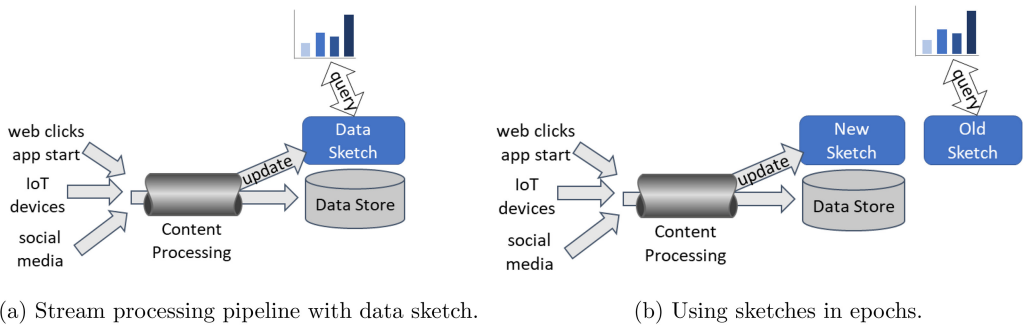 query
Data
Sketch
web clicks
app start
update
IoT
devices
Data Store
Content
Processing
social
media
(a) Stream processing pipeline with data sketch.
query
New
Sketch
Old
Sketch
web clicks
app start
update
IoT
devices
Data Store
Content
Processing
social
media
(b) Using sketches in epochs.